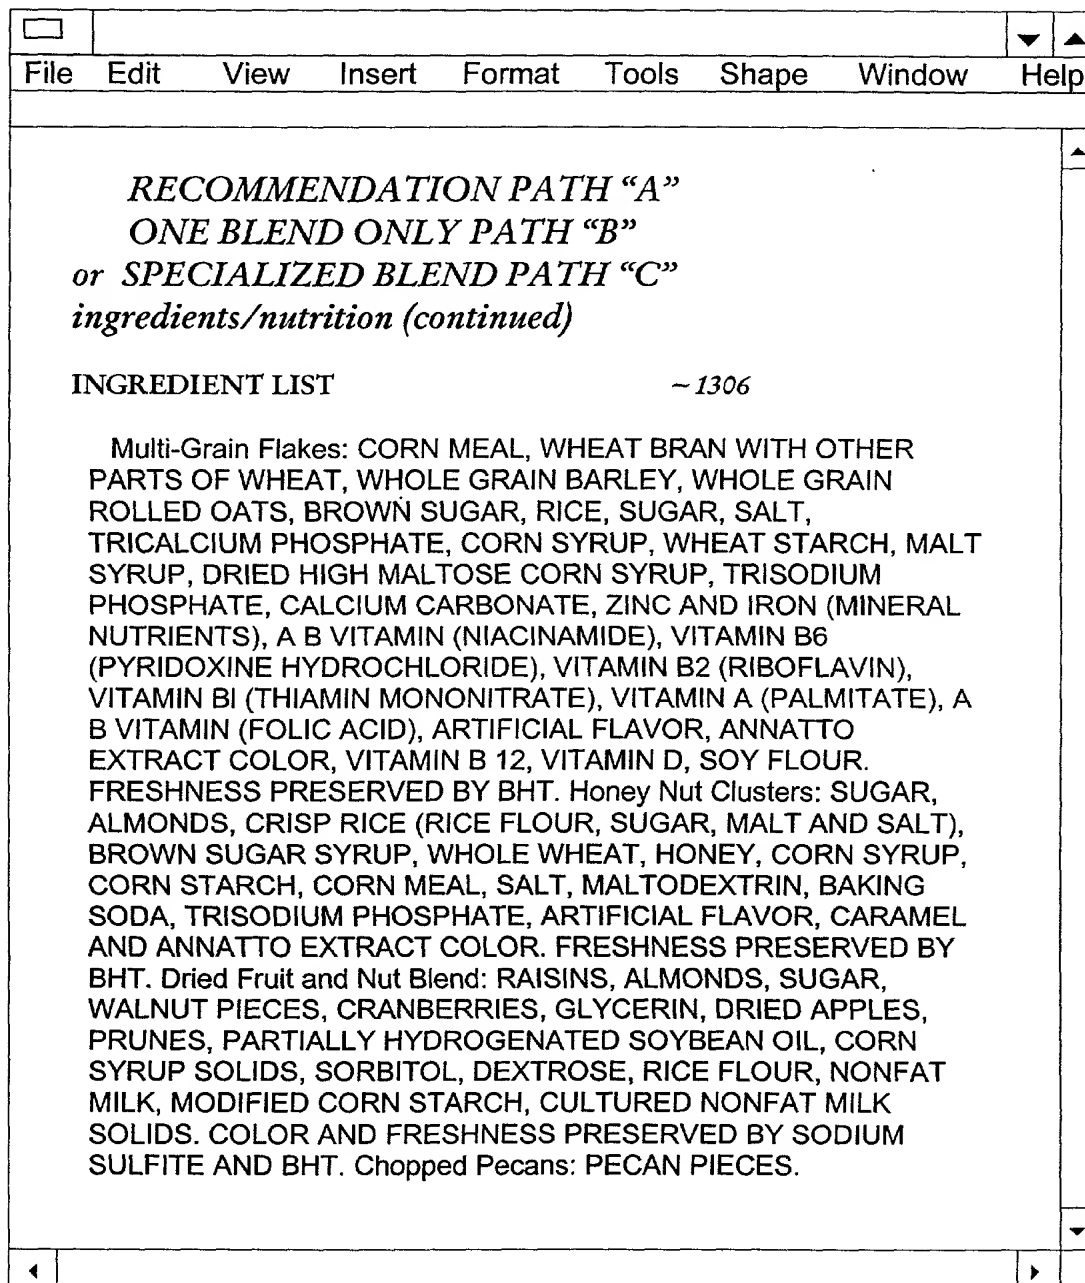 File Edit View Insert Format Tools Shape Window Help
RECOMMENDATION PATH “A”
ONE BLEND ONLY PATH “B”
or SPECIALIZED BLEND PATH “C”
ingredients/nutrition (continued)
INGREDIENT LIST ~1306
Multi-Grain Flakes: CORN MEAL, WHEAT BRAN WITH OTHER
PARTS OF WHEAT, WHOLE GRAIN BARLEY, WHOLE GRAIN
ROLLED OATS, BROWN SUGAR, RICE, SUGAR, SALT,
TRICALCIUM PHOSPHATE, CORN SYRUP, WHEAT STARCH, MALT
SYRUP, DRIED HIGH MALTOSE CORN SYRUP, TRISODIUM
PHOSPHATE, CALCIUM CARBONATE, ZINC AND IRON (MINERAL
NUTRIENTS), A B VITAMIN (NIACINAMIDE), VITAMIN B6
(PYRIDOXINE HYDROCHLORIDE), VITAMIN B2 (RIBOFLAVIN),
VITAMIN BI (THIAMIN MONONITRATE), VITAMIN A (PALMITATE), A
B VITAMIN (FOLIC ACID), ARTIFICIAL FLAVOR, ANNATTO
EXTRACT COLOR, VITAMIN B 12, VITAMIN D, SOY FLOUR.
FRESHNESS PRESERVED BY BHT. Honey Nut Clusters: SUGAR,
ALMONDS, CRISP RICE (RICE FLOUR, SUGAR, MALT AND SALT),
BROWN SUGAR SYRUP, WHOLE WHEAT, HONEY, CORN SYRUP,
CORN STARCH, CORN MEAL, SALT, MALTODEXTRIN, BAKING
SODA, TRISODIUM PHOSPHATE, ARTIFICIAL FLAVOR, CARAMEL
AND ANNATTO EXTRACT COLOR. FRESHNESS PRESERVED BY
BHT. Dried Fruit and Nut Blend: RAISINS, ALMONDS, SUGAR,
WALNUT PIECES, CRANBERRIES, GLYCERIN, DRIED APPLES,
PRUNES, PARTIALLY HYDROGENATED SOYBEAN OIL, CORN
SYRUP SOLIDS, SORBITOL, DEXTROSE, RICE FLOUR, NONFAT
MILK, MODIFIED CORN STARCH, CULTURED NONFAT MILK
SOLIDS. COLOR AND FRESHNESS PRESERVED BY SODIUM
SULFITE AND BHT. Chopped Pecans: PECAN PIECES.